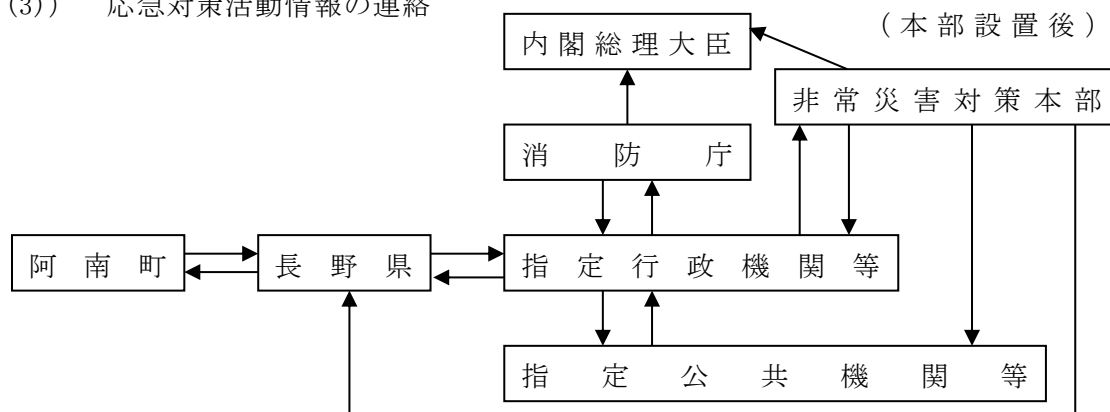 (3)) 応急対策活動情報の連絡
(本部設置後)
内閣総理大臣
非常災害対策本部
消防庁
阿南町
長野県
指定行政機関等
指定公共機関等